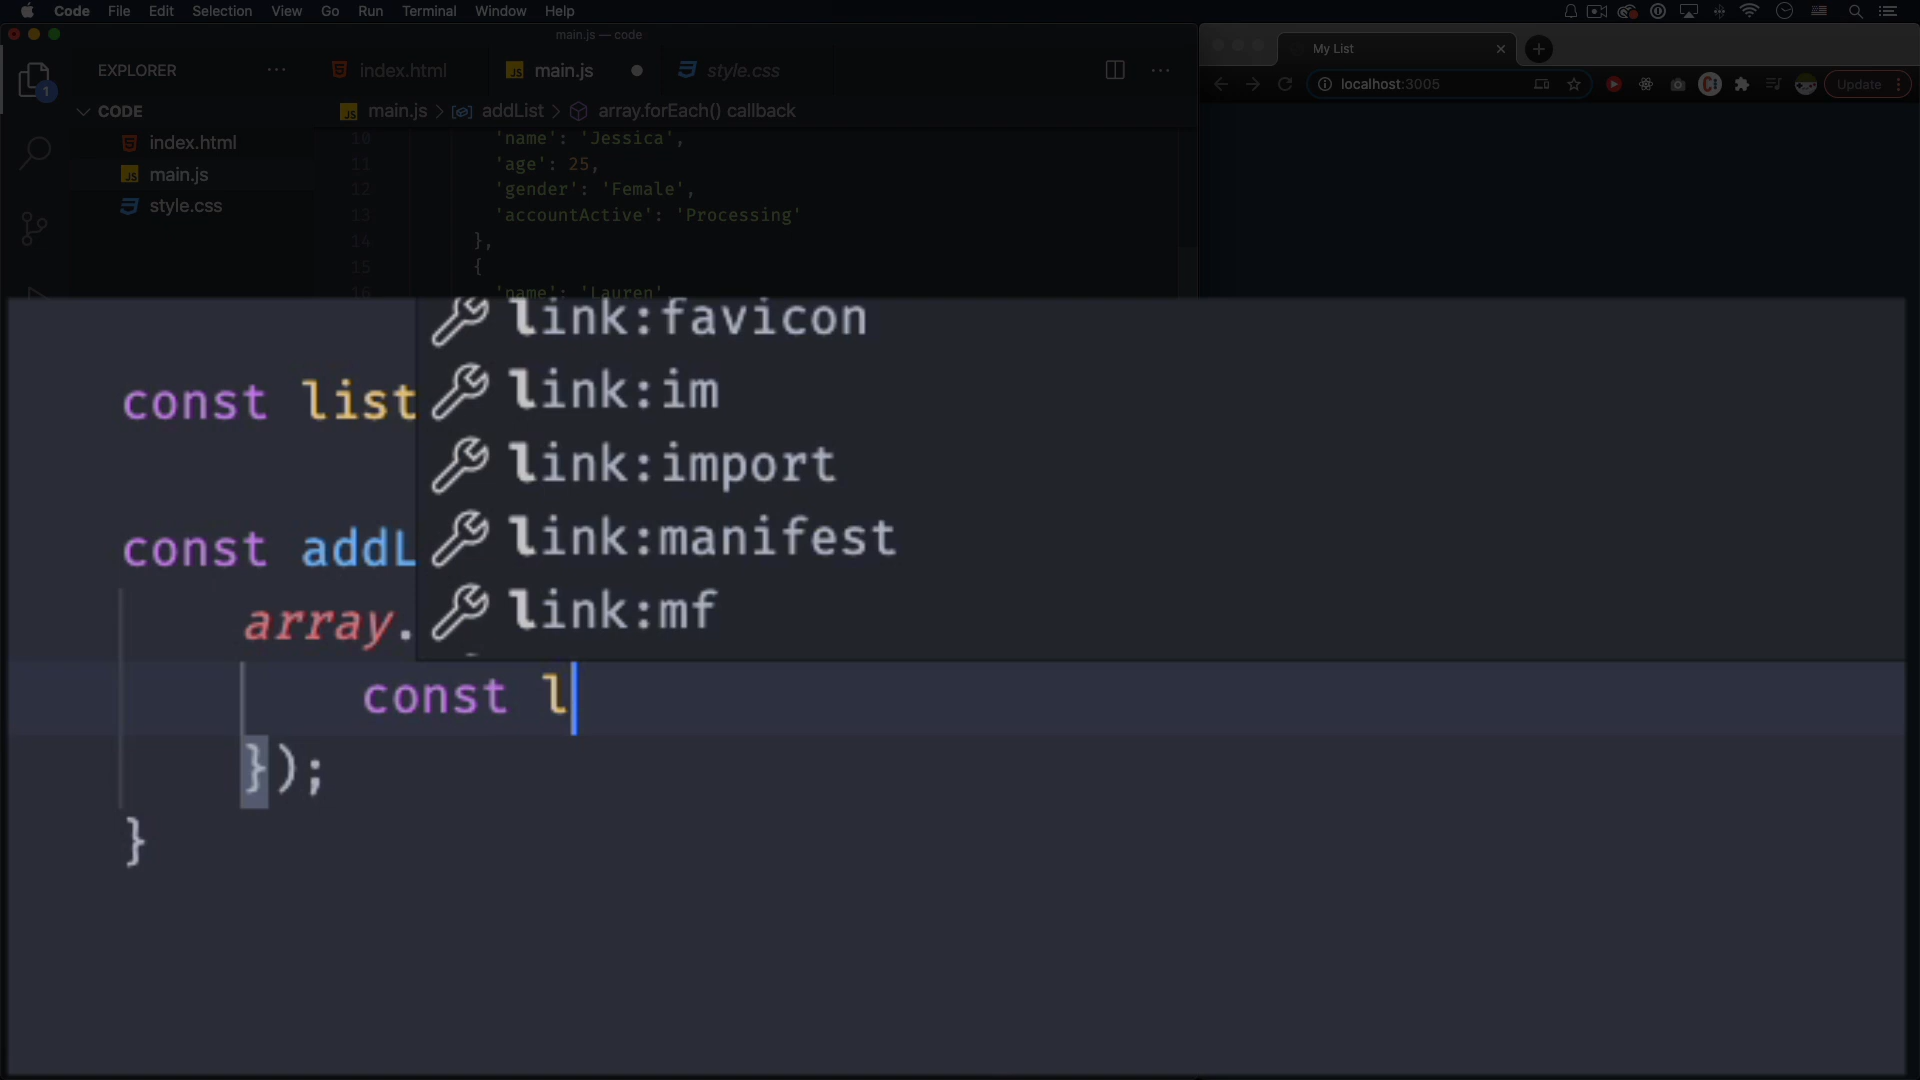 Code File Edit Selection View Go Run Terminal Window Help
main.js — code
My List
EXPLORER
index.html
main.js
style.css
1
localhost:3005
Update
CODE
main.js > addList > array.forEach() callback
index.html
main.js
style.css
10 'name': 'Jessica',
11 'age': 25,
12 'gender': 'Female',
13 'accountActive': 'Processing'
14 },
15 {
16 'name': 'Lauren'
link:favicon
const list
link:im
link:import
const addL
link:manifest
array.
link:mf
const l
});
}